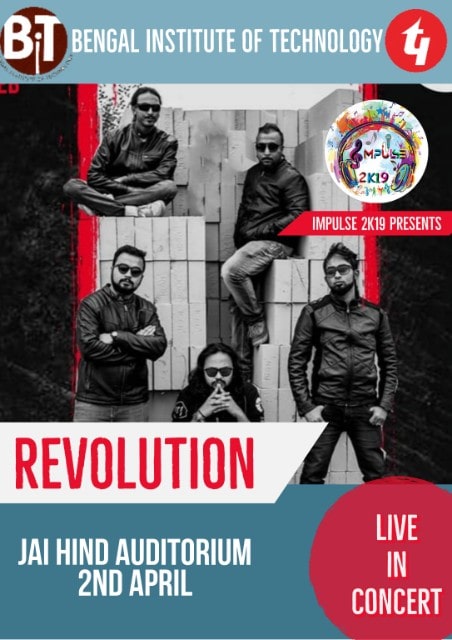 BiT
BENGAL INSTITUTE OF TECHNOLOGY
IMPULSE
2K19
IMPULSE 2K19 PRESENTS
REVOLUTION
JAI HIND AUDITORIUM
2ND APRIL
LIVE
IN
CONCERT